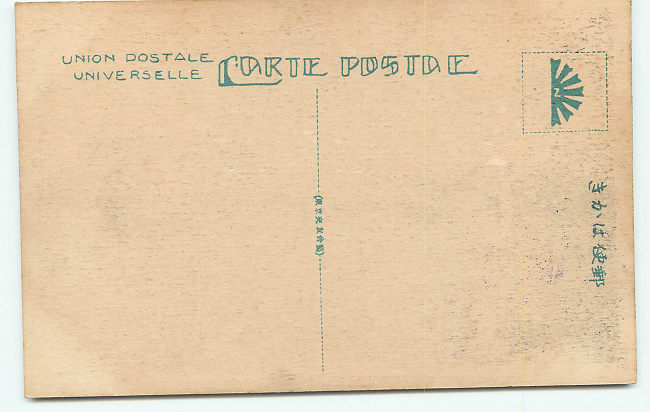 UNION POSTALE
UNIVERSELLE
CARTE POSTALE
Z
きかは便郵